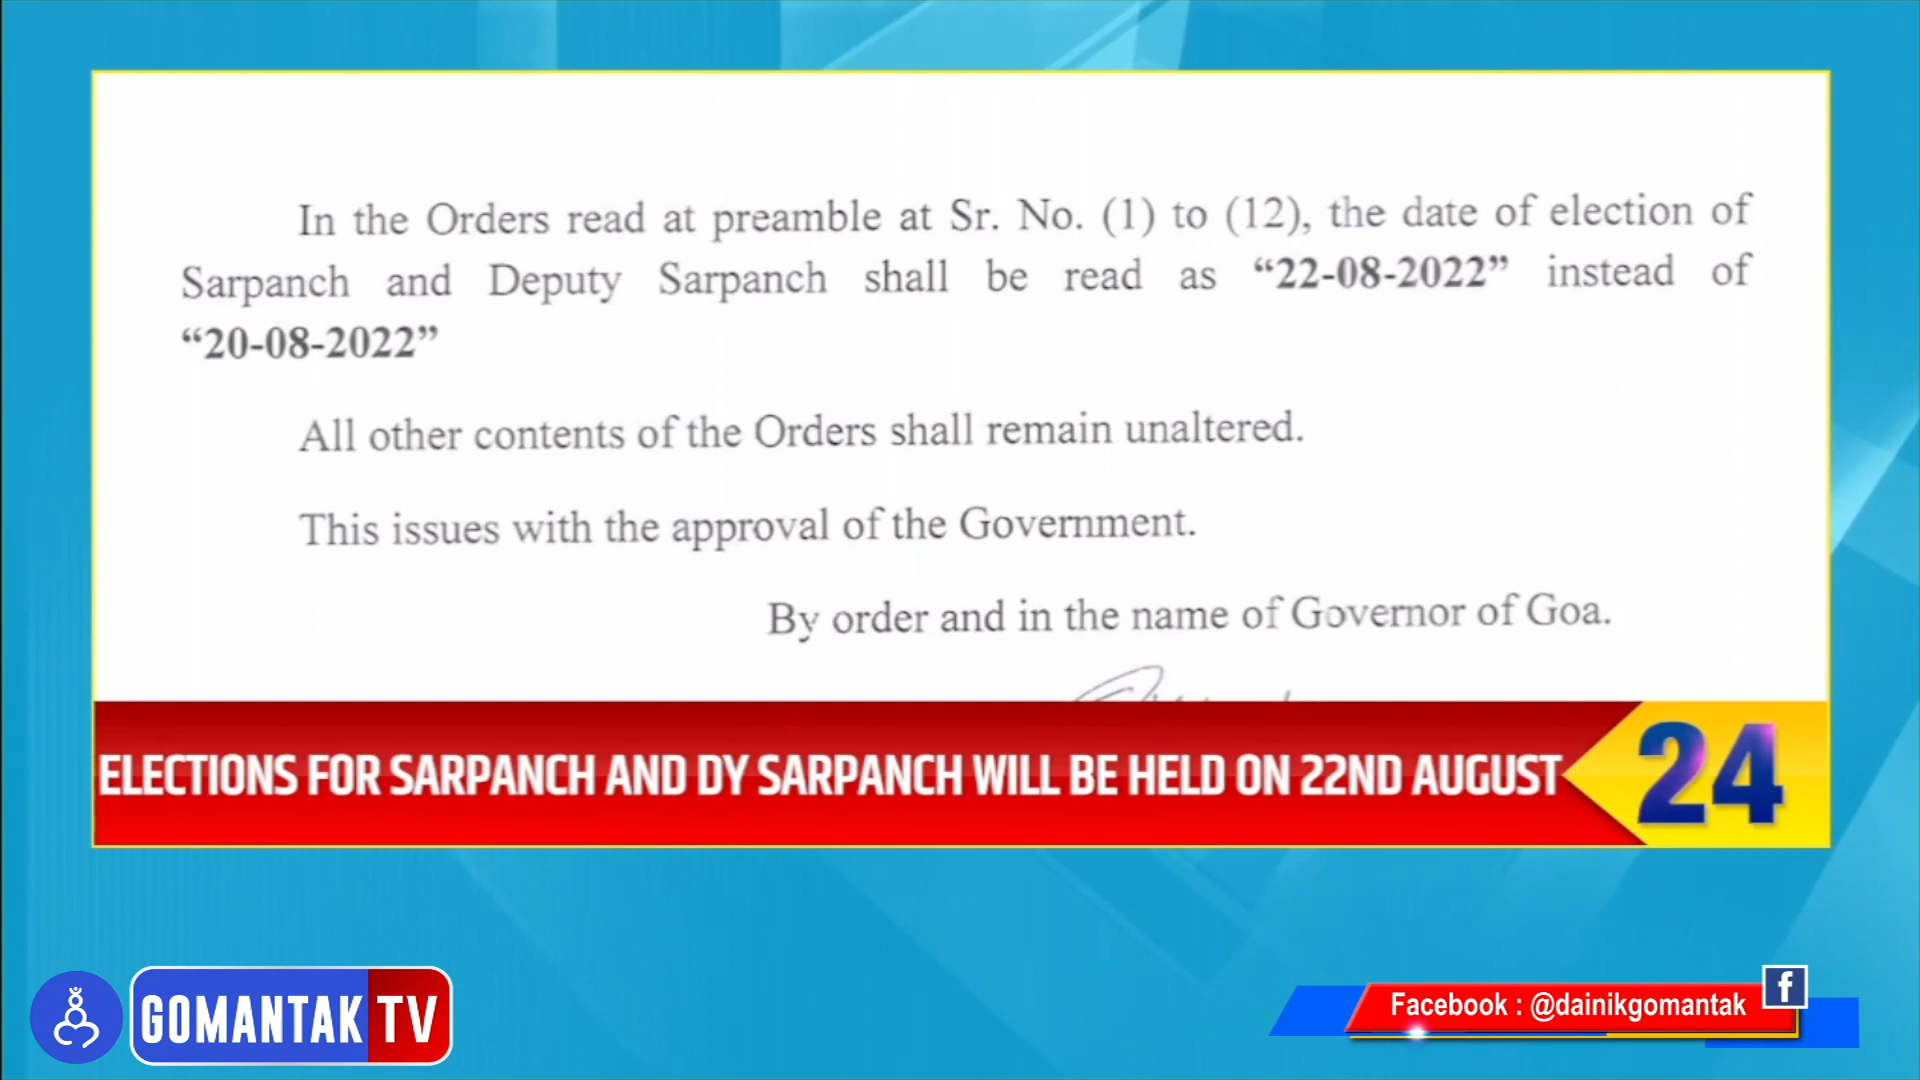 In the Orders read at preamble at Sr. No. (1) to (12), the date of election of
Sarpanch and Deputy Sarpanch shall be read as “22-08-2022” instead of
“20-08-2022”
All other contents of the Orders shall remain unaltered.
This issues with the approval of the Government.
By order and in the name of Governor of Goa.
ELECTIONS FOR SARPANCH AND DY SARPANCH WILL BE HELD ON 22ND AUGUST
24
GOMANTAK TV
Facebook : @dainikgomantak f